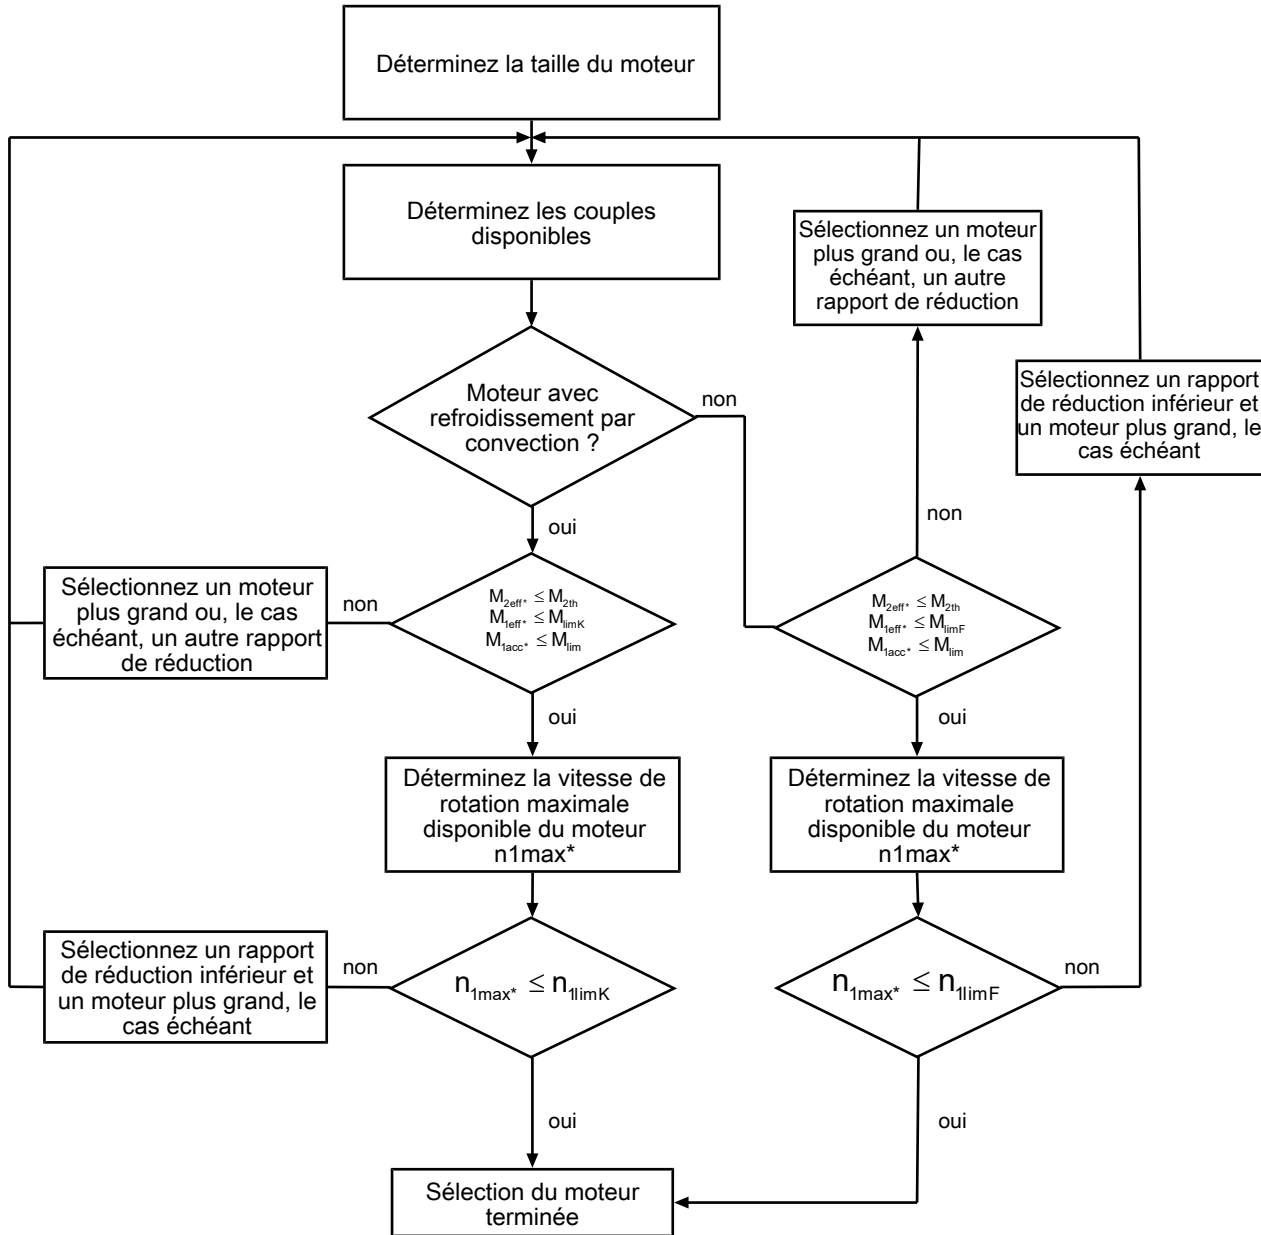 Déterminez la taille du moteur
Déterminez les couples
disponibles
Sélectionnez un moteur
plus grand ou, le cas
échéant, un autre
rapport de réduction
Moteur avec
refroidissement par
convection ?
non
Sélectionnez un rapport
de réduction inférieur et
un moteur plus grand, le
cas échéant
oui
non
Sélectionnez un moteur
plus grand ou, le cas
échéant, un autre rapport
de réduction
non
M2eff* ≤ M2th
M1eff* ≤ MlimK
M1acc* ≤ Mlim
M2eff* ≤ M2th
M1eff* ≤ MlimF
M1acc* ≤ Mlim
oui
oui
Déterminez la vitesse de
rotation maximale
disponible du moteur
n1max*
Déterminez la vitesse de
rotation maximale
disponible du moteur
n1max*
Sélectionnez un rapport
de réduction inférieur et
un moteur plus grand, le
cas échéant
non
n1max* ≤ n1limK
n1max* ≤ n1limF
non
oui
oui
Sélection du moteur
terminée